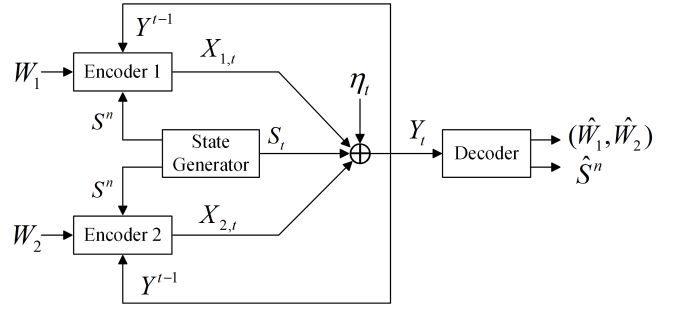 Y^{t-1}
W_1
Encoder 1
X_{1,t}
η_t
S^n
State
Generator
S_t
Y_t
Decoder
(Ŵ_1, Ŵ_2)
Ŝ^n
S^n
W_2
Encoder 2
X_{2,t}
Y^{t-1}